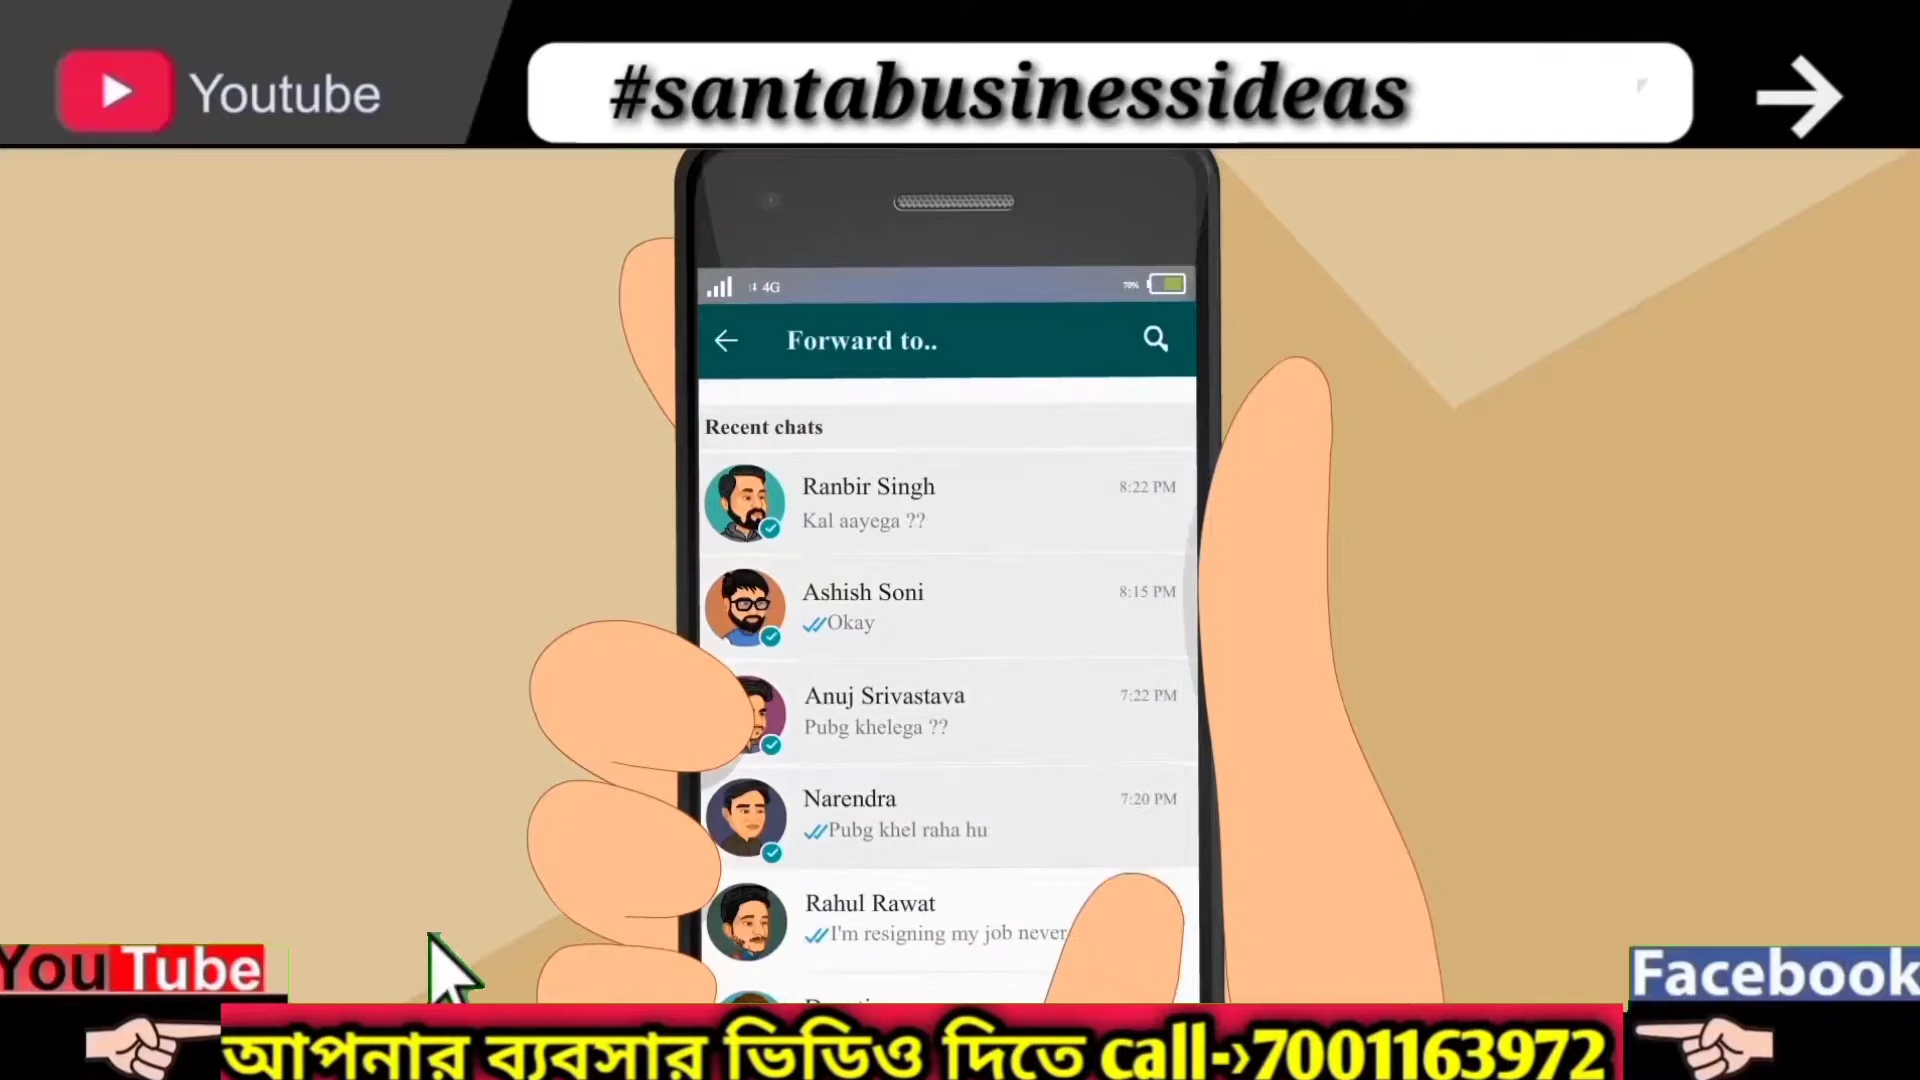 Youtube
#santabusinessideas
4G
70%
Forward to..
Recent chats
Ranbir Singh
8:22 PM
Kal aayega ??
Ashish Soni
8:15 PM
Okay
Anuj Srivastava
7:22 PM
Pubg khelega ??
Narendra
7:20 PM
Pubg khel raha hu
Rahul Rawat
I'm resigning my job never
YouTube
Facebook
আপনার ব্যবসার ভিডিও দিতে call->7001163972